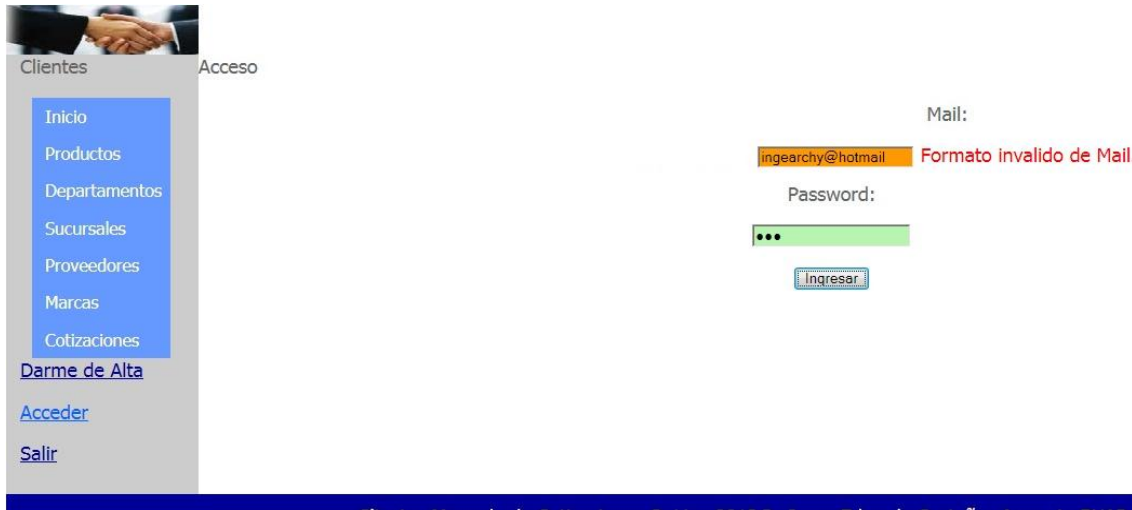 Clientes
Acceso
Inicio
Productos
Departamentos
Sucursales
Proveedores
Marcas
Cotizaciones
Darme de Alta
Acceder
Salir
Mail:
ingearchy@hotmail
Formato invalido de Mail
Password:
•••
Ingresar